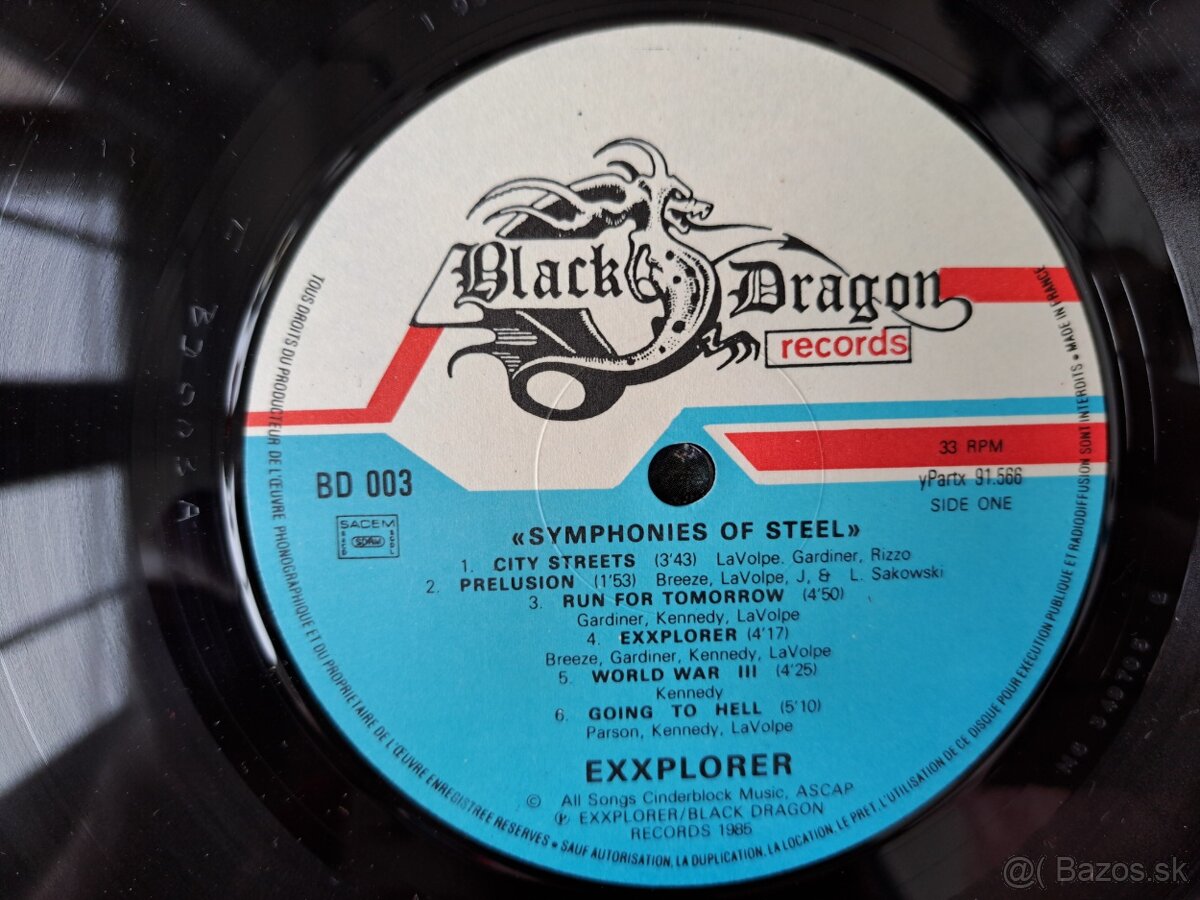 Black Dragon
records
33 RPM
BD 003
yPartx 91.566
SIDE ONE
SACEM
«SYMPHONIES OF STEEL»
1. CITY STREETS (3'43) LaVolpe. Gardiner, Rizzo
2. PRELUSION (1'53) Breeze, LaVolpe, J, & L. Sakowski
3. RUN FOR TOMORROW (4'50)
Gardiner, Kennedy, LaVolpe
4. EXXPLORER (4'17)
Breeze, Gardiner, Kennedy, LaVolpe
5. WORLD WAR III (4'25)
Kennedy
6. GOING TO HELL (5'10)
Parson, Kennedy, LaVolpe
EXXPLORER
© All Songs Cinderblock Music, ASCAP
℗ EXXPLORER/BLACK DRAGON
RECORDS 1985
TOUS DROITS DU PRODUCTEUR DE L'ŒUVRE PHONOGRAPHIQUE ET DU PROPRIETAIRE DE L'ŒUVRE ENREGISTREE RESERVES • SAUF AUTORISATION, LA DUPLICATION, LA LOCATION, LE PRET, L'UTILISATION DE CE DISQUE POUR EXECUTION PUBLIQUE ET RADIODIFFUSION SONT INTERDITS • MADE IN FRANCE
Bazos.sk